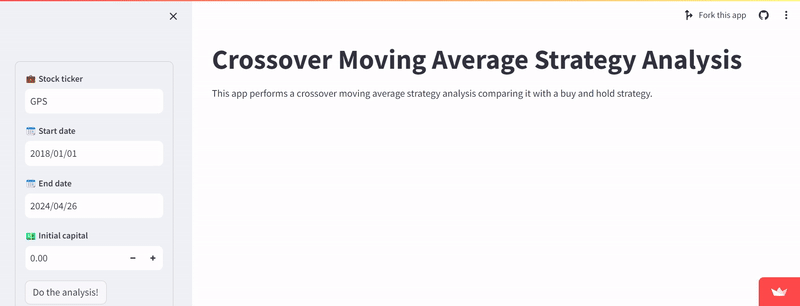 Fork this app
Stock ticker
GPS
Start date
2018/01/01
End date
2024/04/26
Initial capital
0.00
Do the analysis!
Crossover Moving Average Strategy Analysis
This app performs a crossover moving average strategy analysis comparing it with a buy and hold strategy.